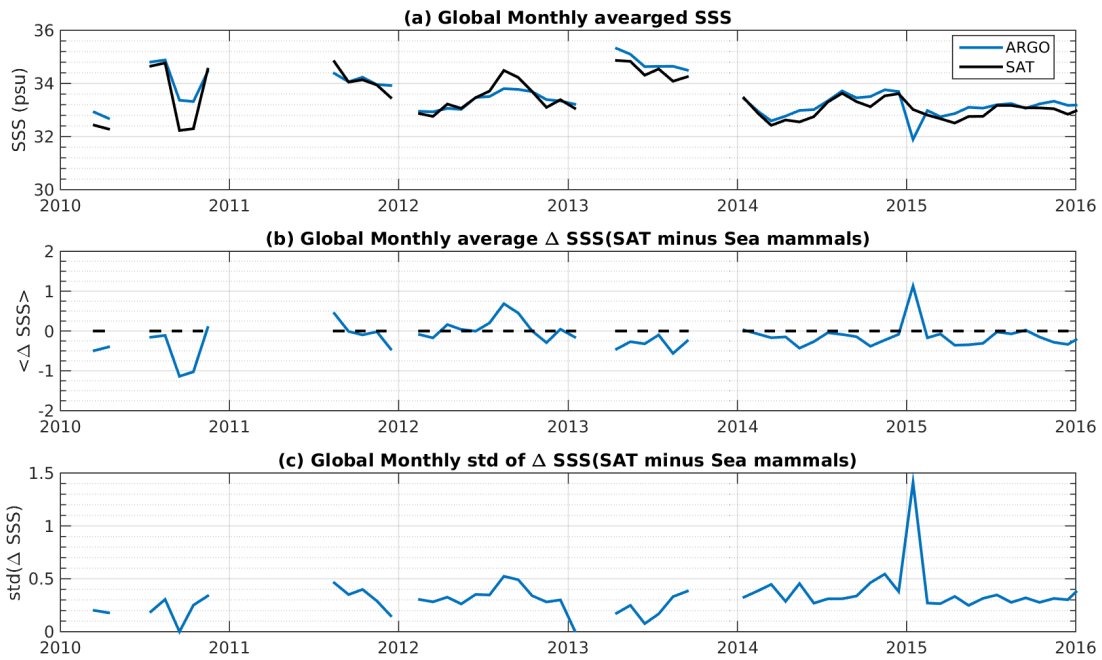 (a) Global Monthly avearged SSS
36
34
32
30
SSS (psu)
ARGO
SAT
2010 2011 2012 2013 2014 2015 2016
(b) Global Monthly average Δ SSS(SAT minus Sea mammals)
2
1
0
-1
-2
<Δ SSS>
2010 2011 2012 2013 2014 2015 2016
(c) Global Monthly std of Δ SSS(SAT minus Sea mammals)
1.5
1
0.5
0
std(Δ SSS)
2010 2011 2012 2013 2014 2015 2016